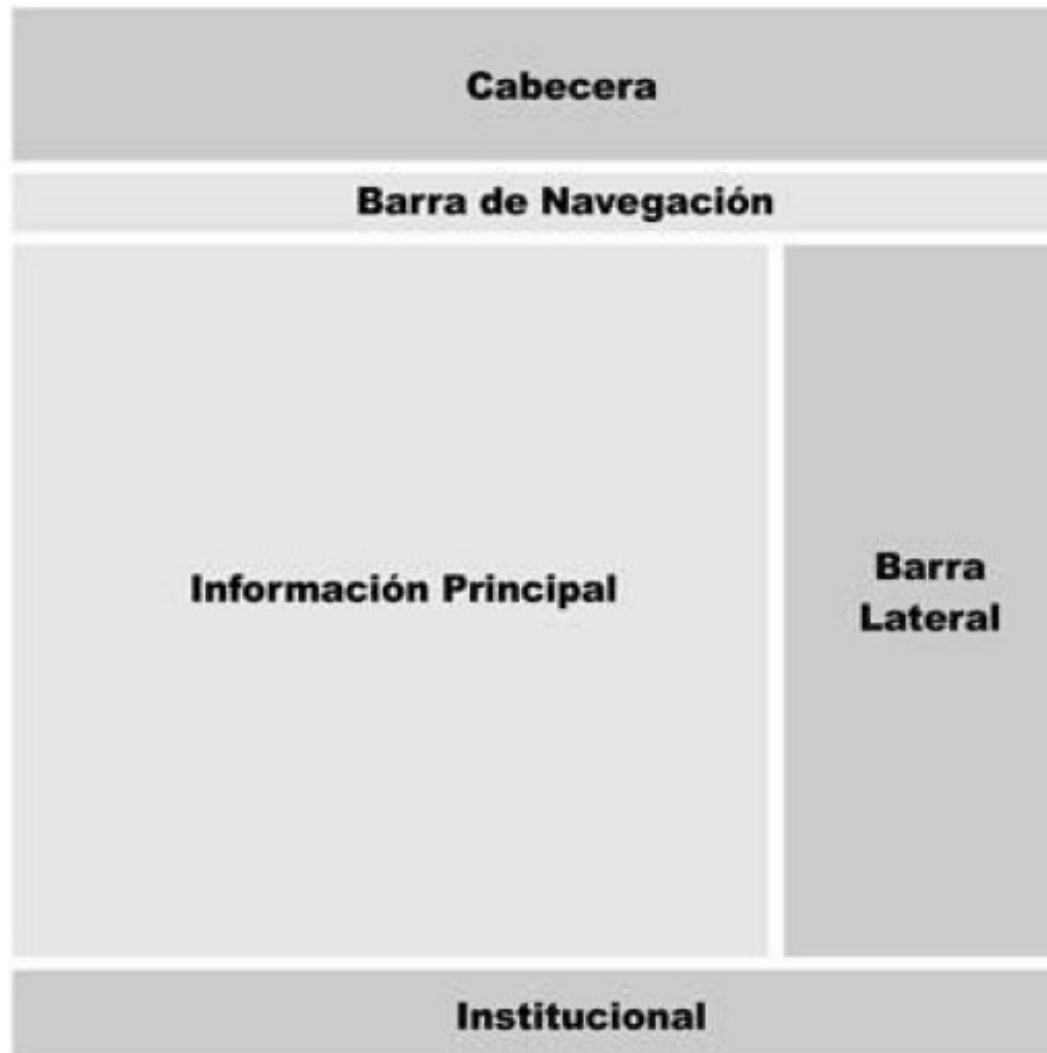 Cabecera
Barra de Navegación
Información Principal
Barra
Lateral
Institucional